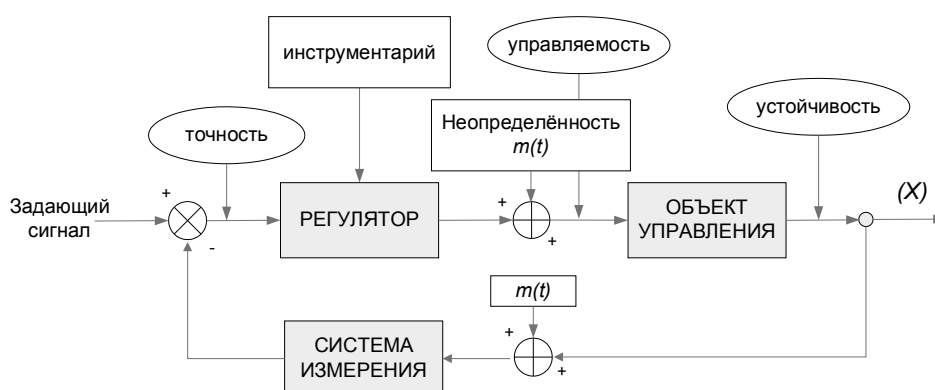 инструментарий
управляемость
Неопределённость
m(t)
устойчивость
точность
+
Задающий
сигнал
-
РЕГУЛЯТОР
+
+
ОБЪЕКТ
УПРАВЛЕНИЯ
(X)
m(t)
+
+
СИСТЕМА
ИЗМЕРЕНИЯ